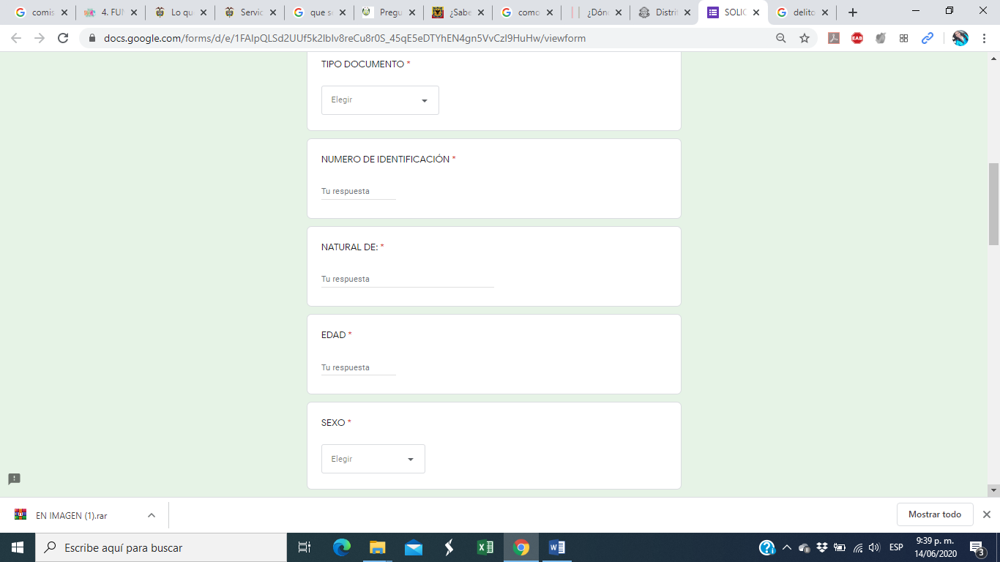 comis
4. FUN
Lo qu
Servic
que s
Pregu
¿Sabe
como
¿Dónd
Distrit
SOLIC
delito
docs.google.com/forms/d/e/1FAIpQLSd2UUf5k2lbIv8reCu8r0S_45qE5eDTYhEN4gn5VvCzI9HuHw/viewform
TIPO DOCUMENTO *
Elegir
NUMERO DE IDENTIFICACIÓN *
Tu respuesta
NATURAL DE: *
Tu respuesta
EDAD *
Tu respuesta
SEXO *
Elegir
EN IMAGEN (1).rar
Mostrar todo
Escribe aquí para buscar
ESP
9:39 p. m.
14/06/2020
3